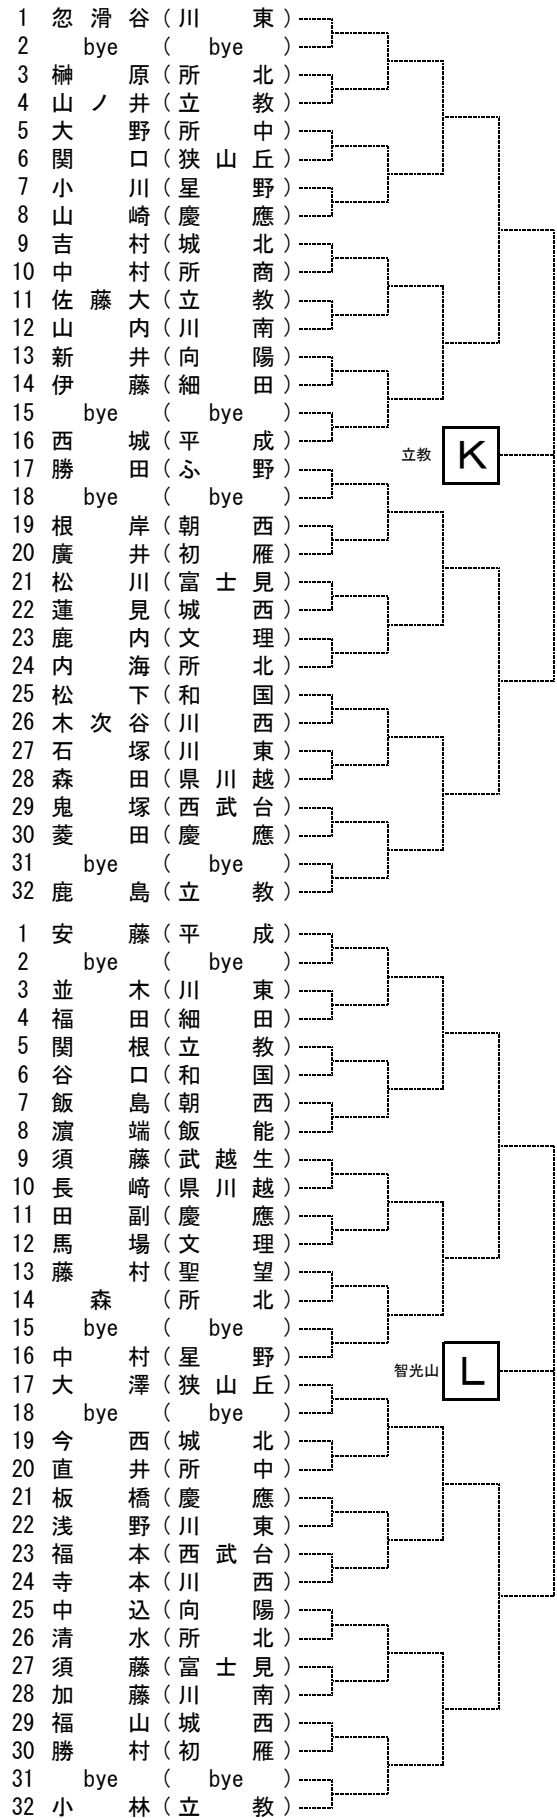 1 忽滑谷（川東）
2 bye（bye）
3 榊原（所北）
4 山ノ井（立教）
5 大野（所中）
6 関口（狭山丘）
7 小川（星野）
8 山崎（慶應）
9 吉村（城北）
10 中村（所商）
11 佐藤大（立教）
12 山内（川南）
13 新井（向陽）
14 伊藤（細田）
15 bye（bye）
立教 K
16 西城（平成）
17 勝田（ふ野）
18 bye（bye）
19 根岸（朝西）
20 廣井（初雁）
21 松川（富士見）
22 蓮見（城西）
23 鹿内（文理）
24 内海（所北）
25 松下（和国）
26 木次谷（川西）
27 石塚（川東）
28 森田（県川越）
29 鬼塚（西武台）
30 菱田（慶應）
31 bye（bye）
32 鹿島（立教）
1 安藤（平成）
2 bye（bye）
3 並木（川東）
4 福田（細田）
5 関根（立教）
6 谷口（和国）
7 飯島（朝西）
8 濵端（飯能）
9 須藤（武越生）
10 長﨑（県川越）
11 田副（慶應）
12 馬場（文理）
13 藤村（聖望）
14 森（所北）
15 bye（bye）
16 中村（星野）
智光山 L
17 大澤（狭山丘）
18 bye（bye）
19 今西（城北）
20 直井（所中）
21 板橋（慶應）
22 浅野（川東）
23 福本（西武台）
24 寺本（川西）
25 中込（向陽）
26 清水（所北）
27 須藤（富士見）
28 加藤（川南）
29 福山（城西）
30 勝村（初雁）
31 bye（bye）
32 小林（立教）